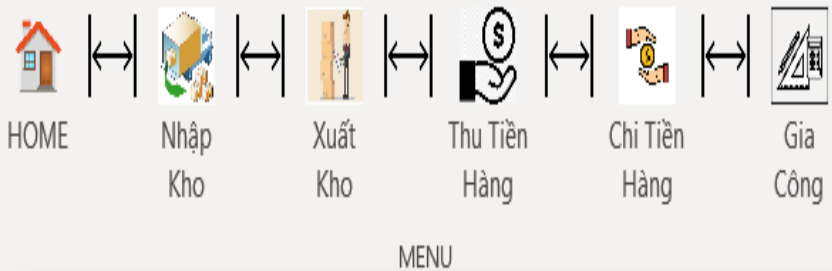 HOME
Nhập
Kho
Xuất
Kho
Thu Tiền
Hàng
Chi Tiền
Hàng
Gia
Công
MENU